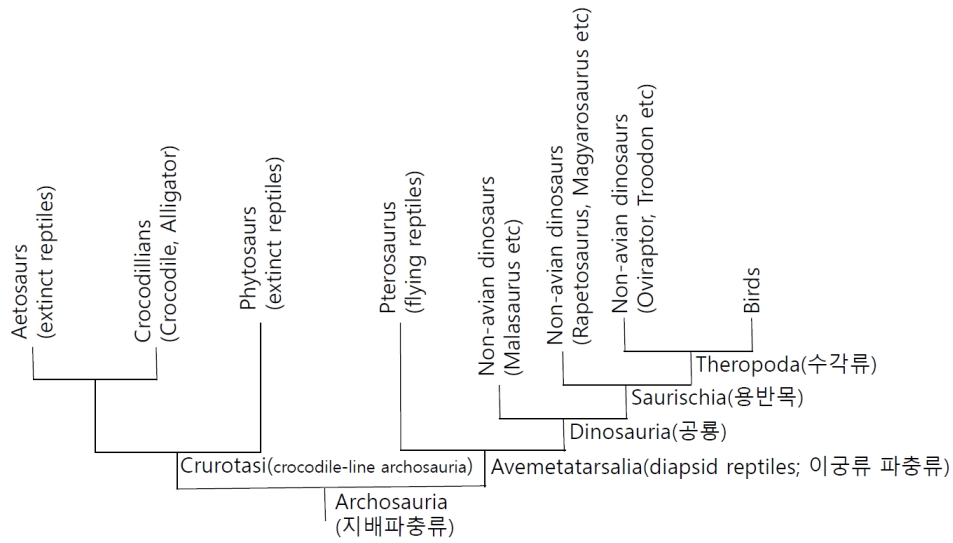 Aetosaurs
(extinct reptiles)
Crocodillians
(Crocodile, Alligator)
Phytosaurs
(extinct reptiles)
Pterosaurus
(flying reptiles)
Non-avian dinosaurs
(Malasaurus etc)
Non-avian dinosaurs
(Rapetosaurus, Magyarosaurus etc)
Non-avian dinosaurs
(Oviraptor, Troodon etc)
Birds
Theropoda(수각류)
Saurischia(용반목)
Dinosauria(공룡)
Crurotasi(crocodile-line archosauria)
Avemetatarsalia(diapsid reptiles; 이궁류 파충류)
Archosauria
(지배파충류)